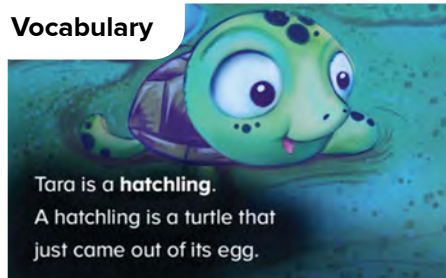 Vocabulary
Tara is a hatchling.
A hatchling is a turtle that
just came out of its egg.